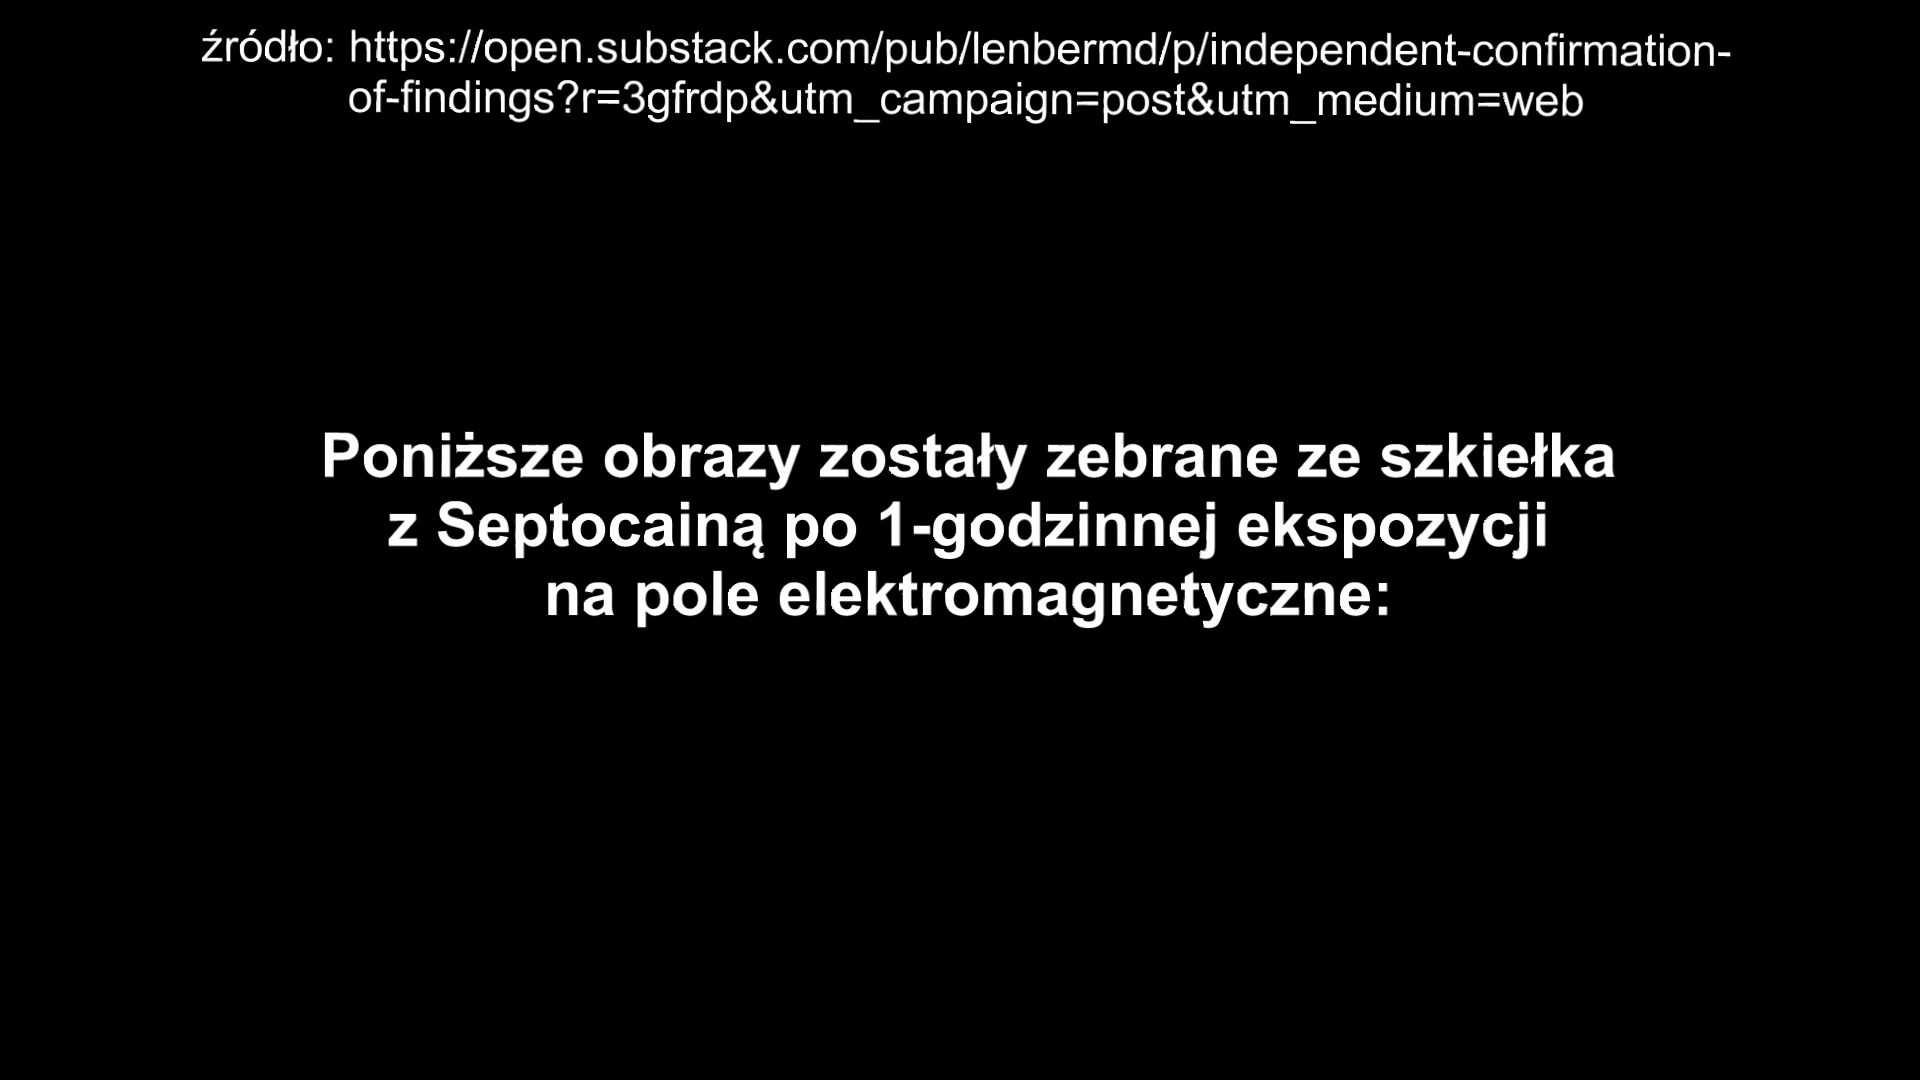 źródło: https://open.substack.com/pub/lenbermd/p/independent-confirmation-
of-findings?r=3gfrdp&utm_campaign=post&utm_medium=web
Poniższe obrazy zostały zebrane ze szkiełka
z Septocainą po 1-godzinnej ekspozycji
na pole elektromagnetyczne: